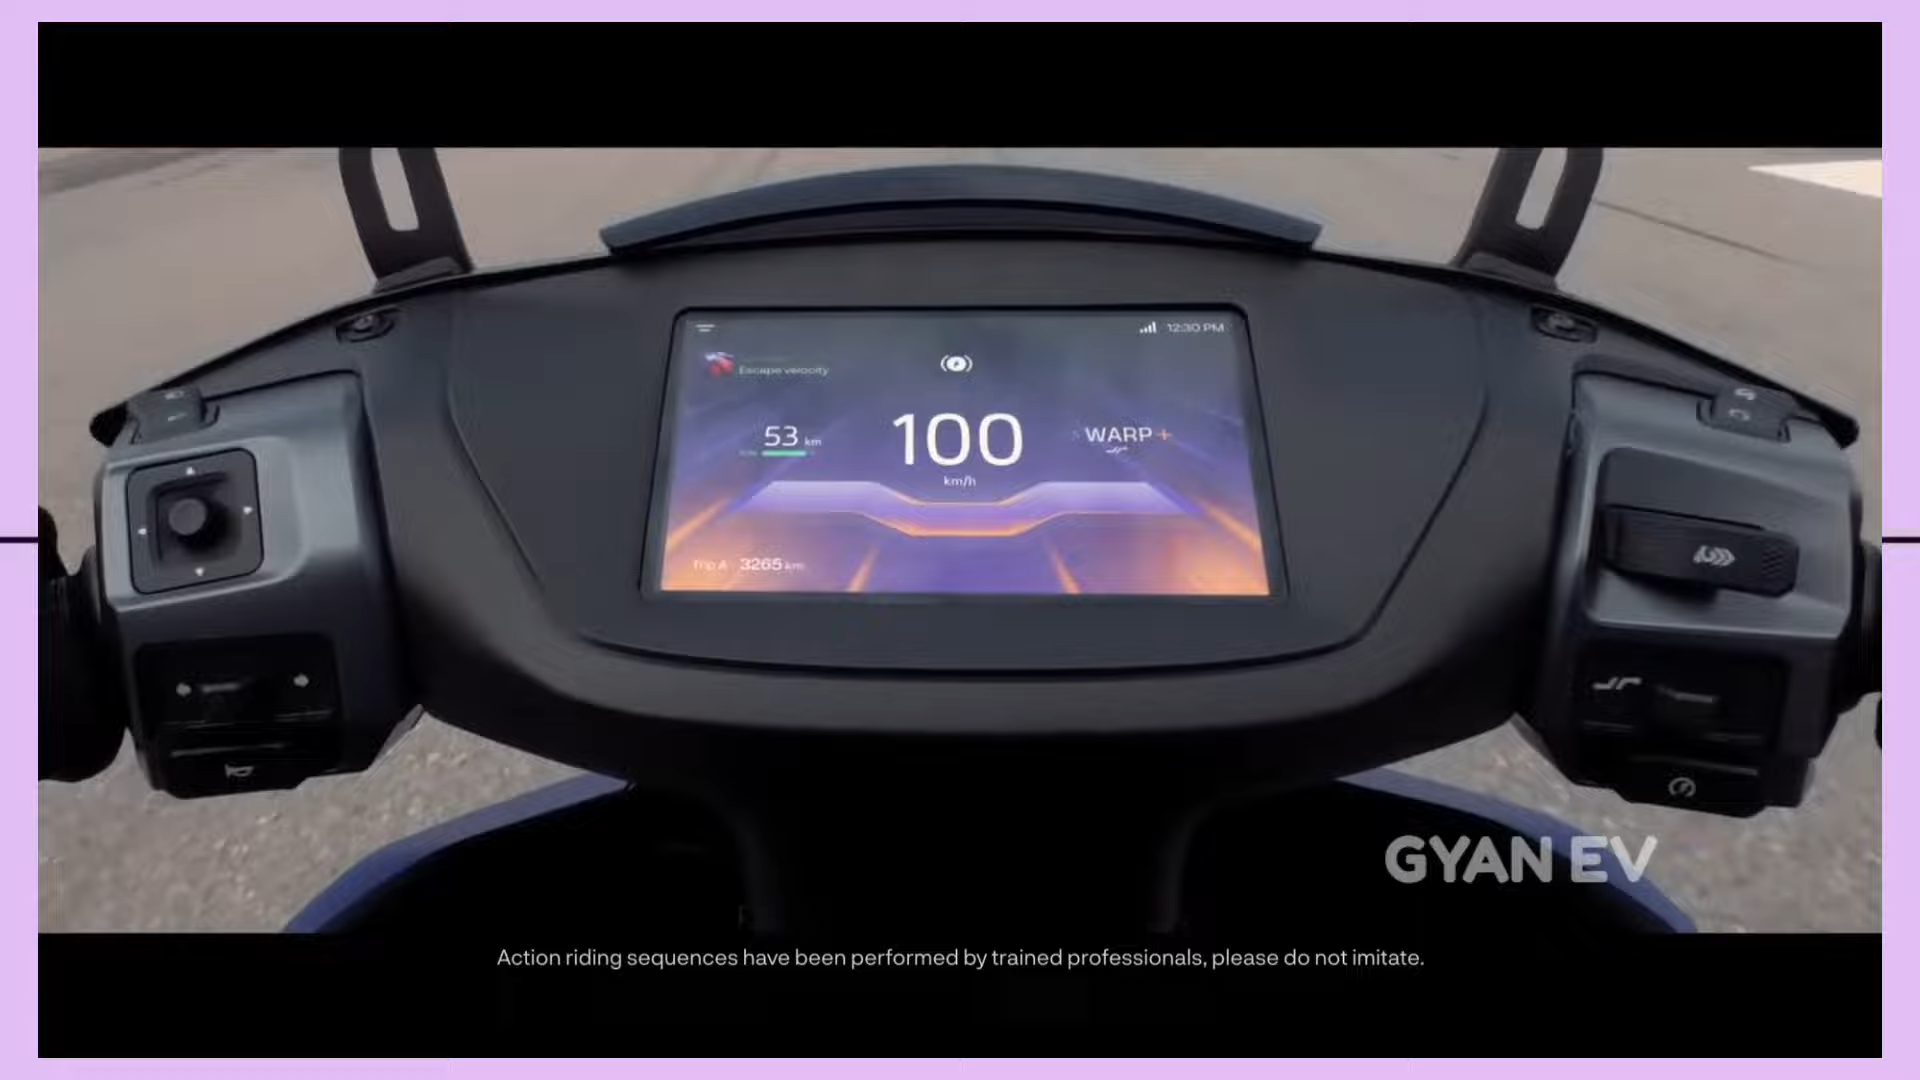 12:30 PM
Escape velocity
53 km
100
km/h
WARP+
Trip A 3265 km
GYAN EV
Action riding sequences have been performed by trained professionals, please do not imitate.